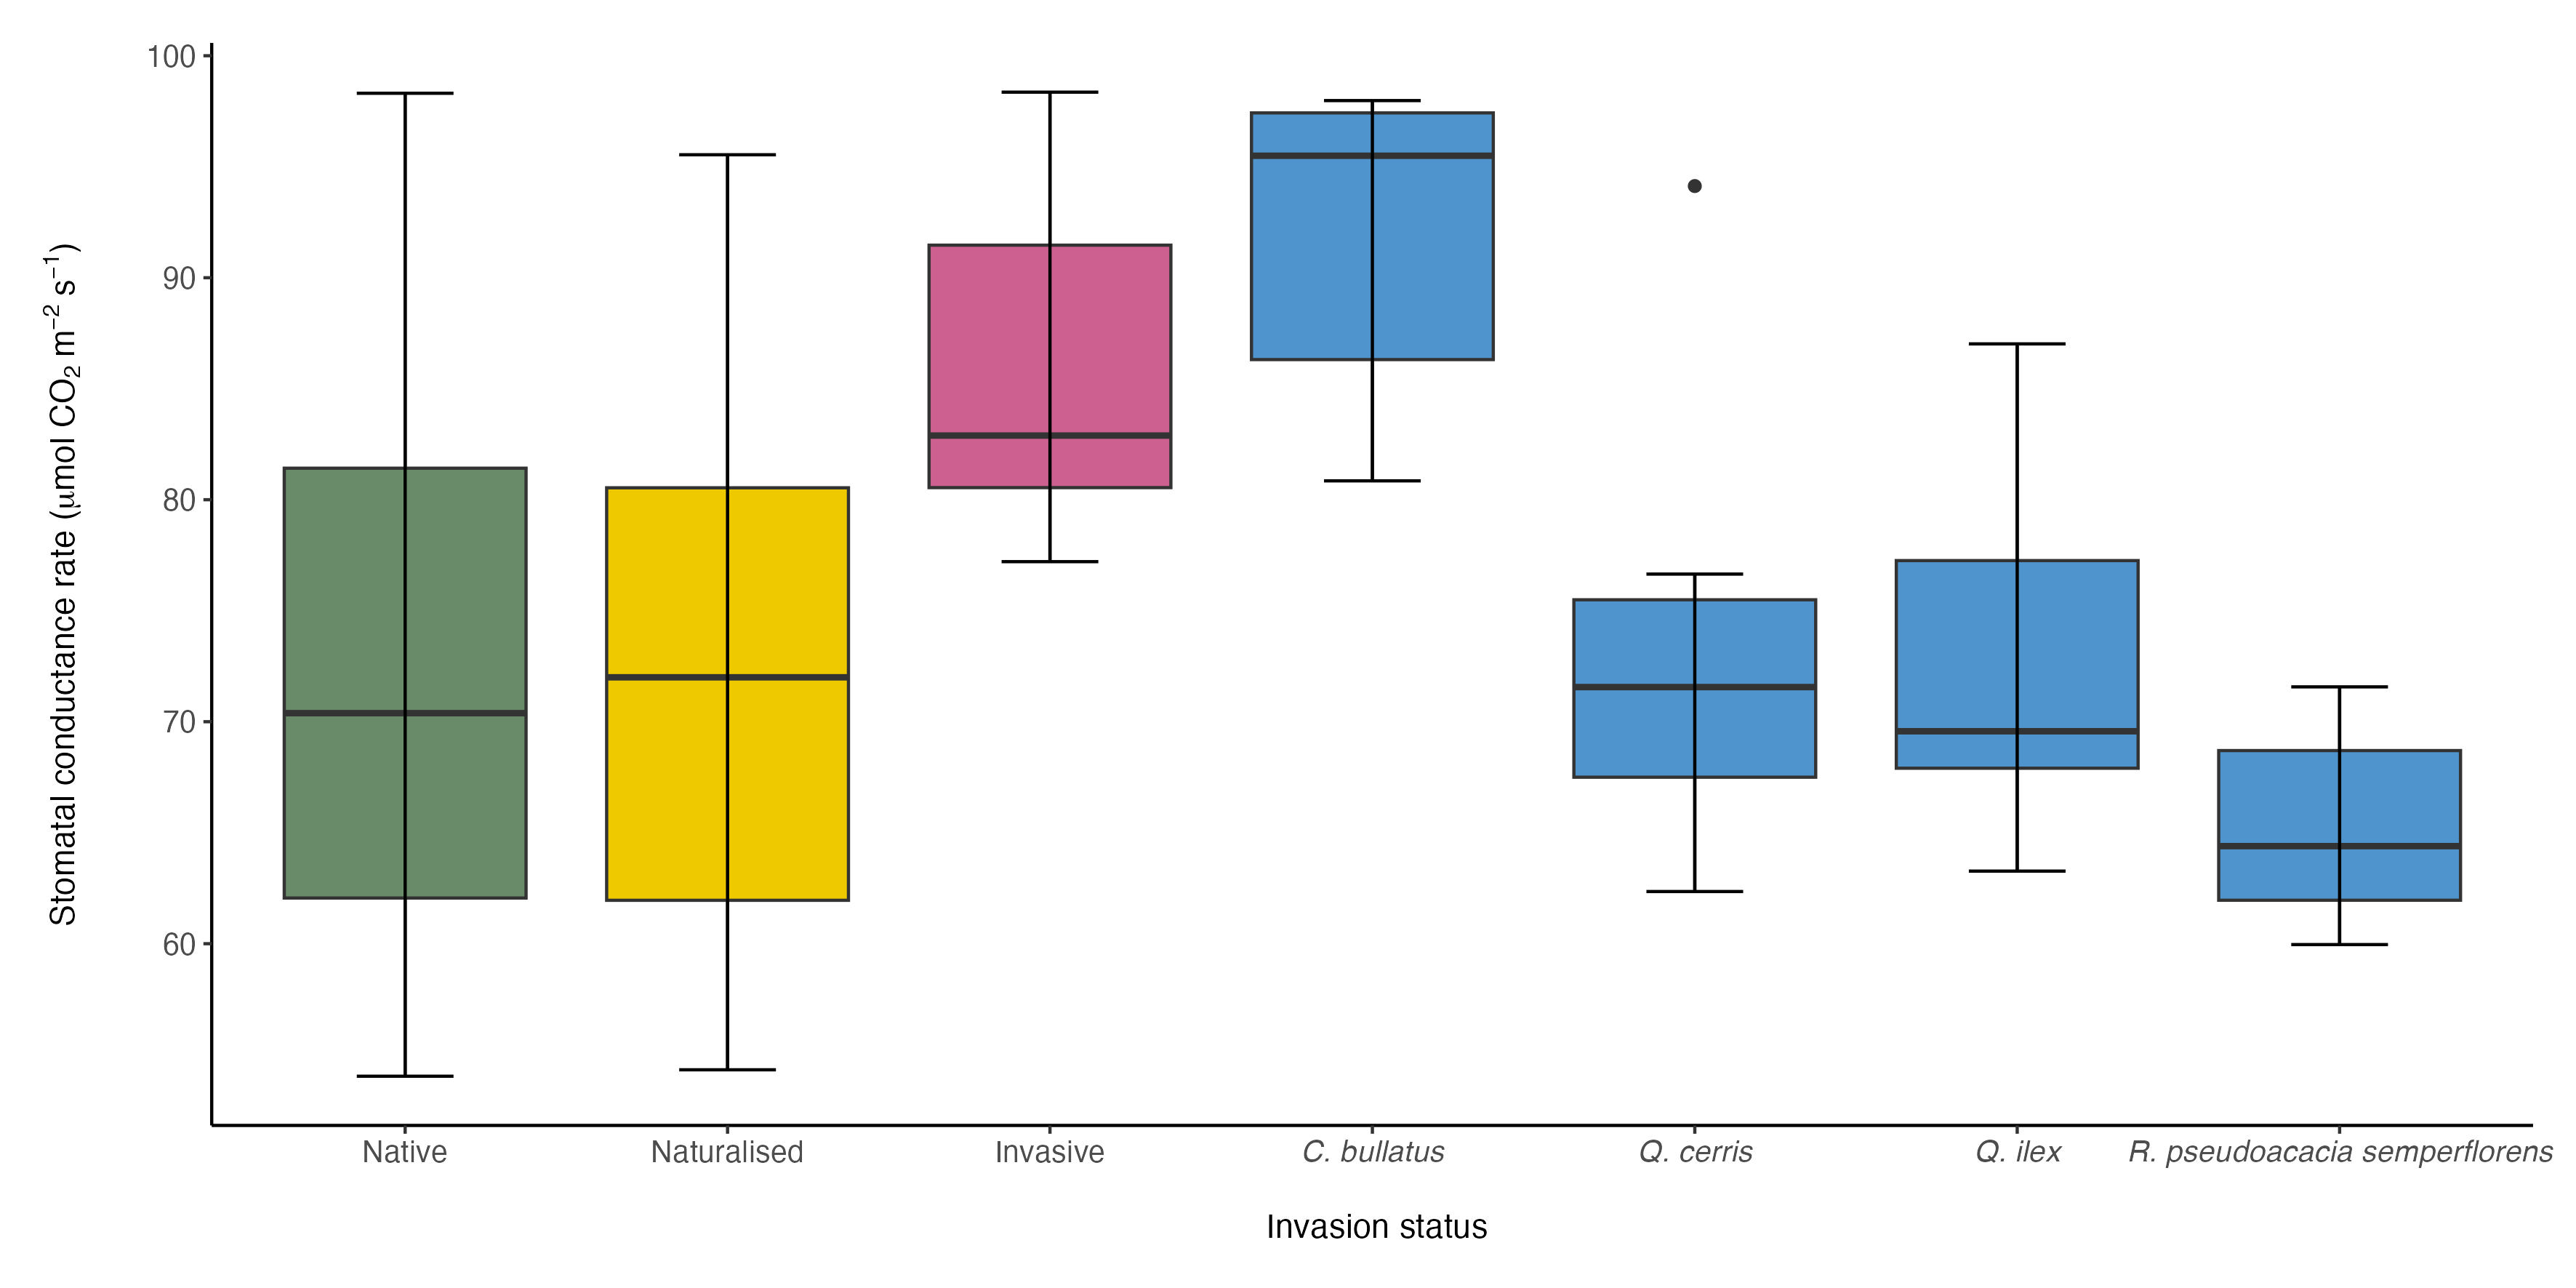 Stomatal conductance rate (μmol CO₂ m⁻² s⁻¹)
100
90
80
70
60
Native Naturalised Invasive C. bullatus Q. cerris Q. ilex R. pseudoacacia semperflorens
Invasion status